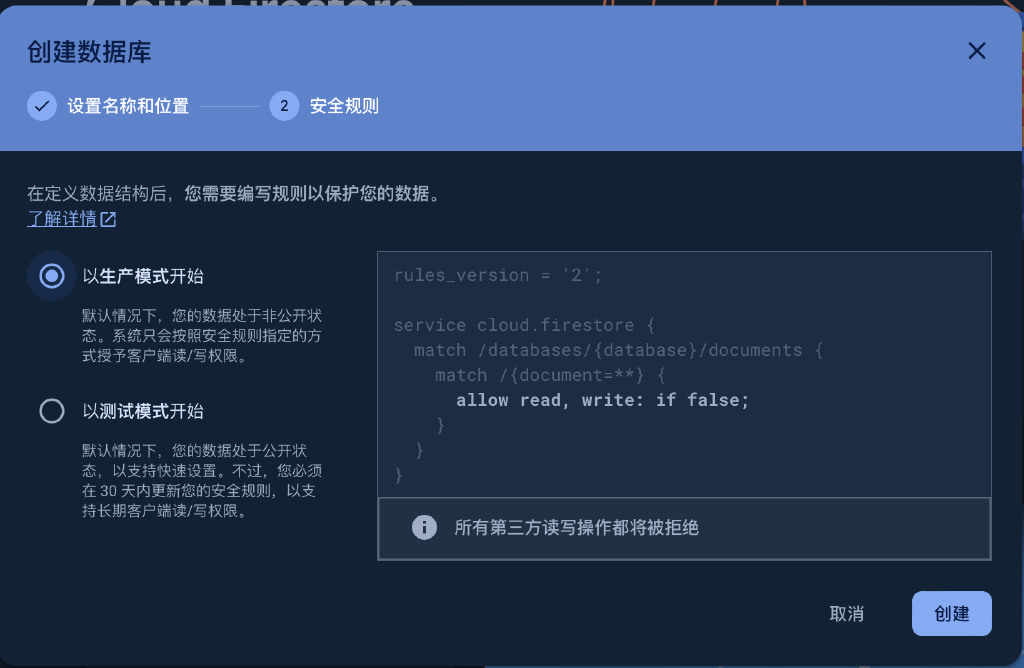 Cloud Firestore
创建数据库
设置名称和位置
2 安全规则
在定义数据结构后，您需要编写规则以保护您的数据。
了解详情
以生产模式开始
默认情况下，您的数据处于非公开状
态。系统只会按照安全规则指定的方
式授予客户端读/写权限。
以测试模式开始
默认情况下，您的数据处于公开状
态，以支持快速设置。不过，您必须
在 30 天内更新您的安全规则，以支
持长期客户端读/写权限。
rules_version = '2';
service cloud.firestore {
match /databases/{database}/documents {
match /{document=**} {
allow read, write: if false;
}
}
}
所有第三方读写操作都将被拒绝
取消
创建